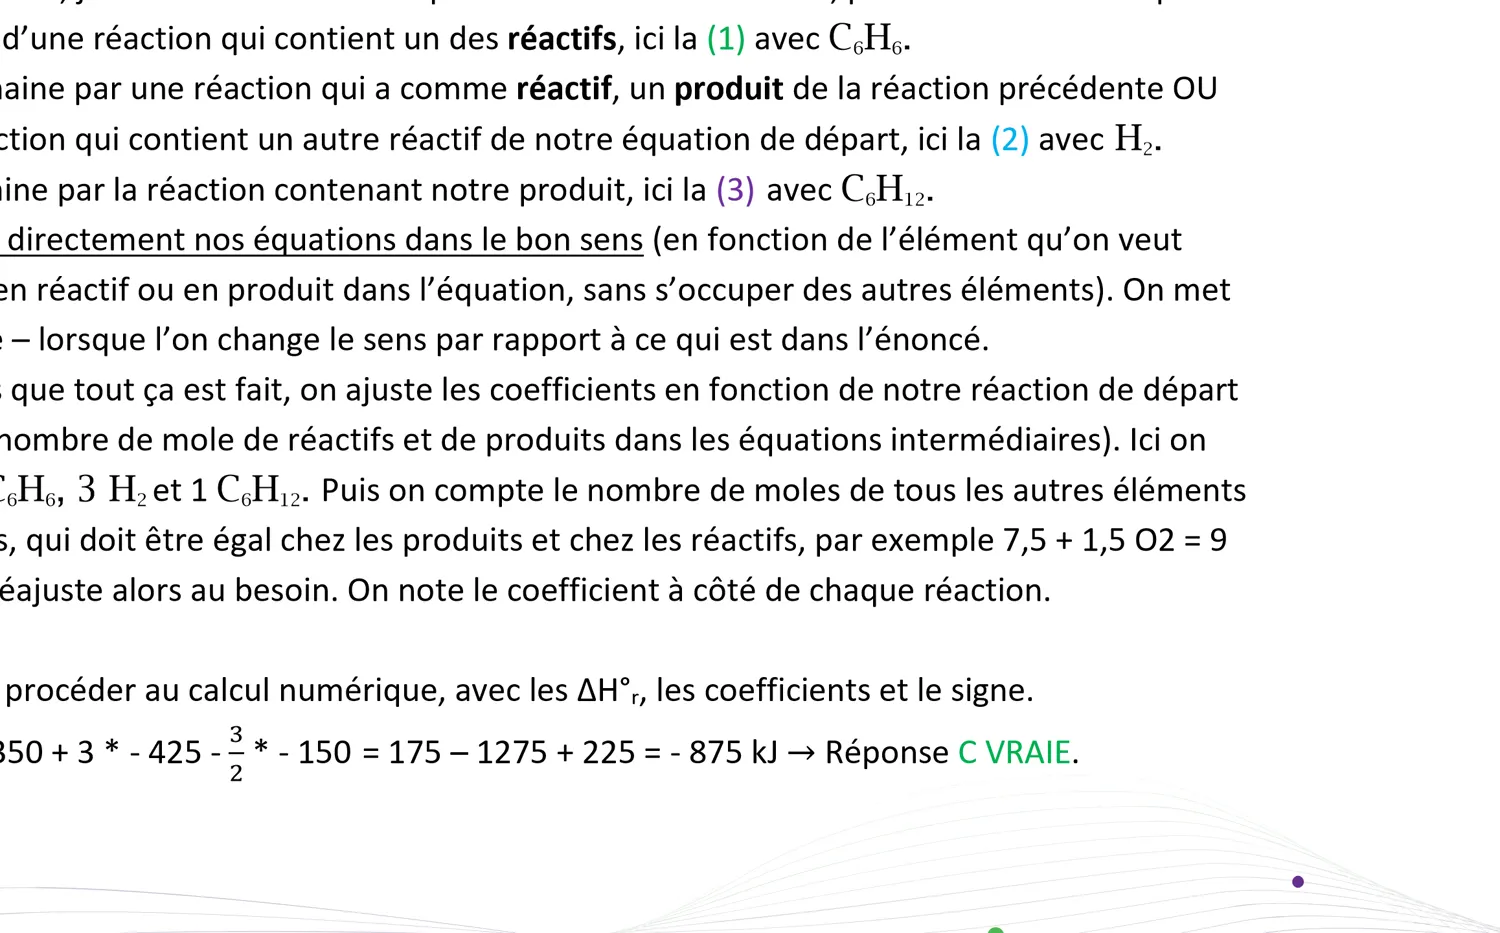 d’une réaction qui contient un des réactifs, ici la (1) avec C₆H₆.
par une réaction qui a comme réactif, un produit de la réaction précédente OU
qui contient un autre réactif de notre équation de départ, ici la (2) avec H₂.
par la réaction contenant notre produit, ici la (3) avec C₆H₁₂.
directement nos équations dans le bon sens (en fonction de l’élément qu’on veut
en réactif ou en produit dans l’équation, sans s’occuper des autres éléments). On met
– lorsque l’on change le sens par rapport à ce qui est dans l’énoncé.
que tout ça est fait, on ajuste les coefficients en fonction de notre réaction de départ
nombre de mole de réactifs et de produits dans les équations intermédiaires). Ici on
C₆H₆, 3 H₂ et 1 C₆H₁₂. Puis on compte le nombre de moles de tous les autres éléments
qui doit être égal chez les produits et chez les réactifs, par exemple 7,5 + 1,5 O2 = 9
éajuste alors au besoin. On note le coefficient à côté de chaque réaction.
procéder au calcul numérique, avec les ΔH°ᵣ, les coefficients et le signe.
350 + 3 * - 425 - 3/2 * - 150 = 175 – 1275 + 225 = - 875 kJ → Réponse C VRAIE.